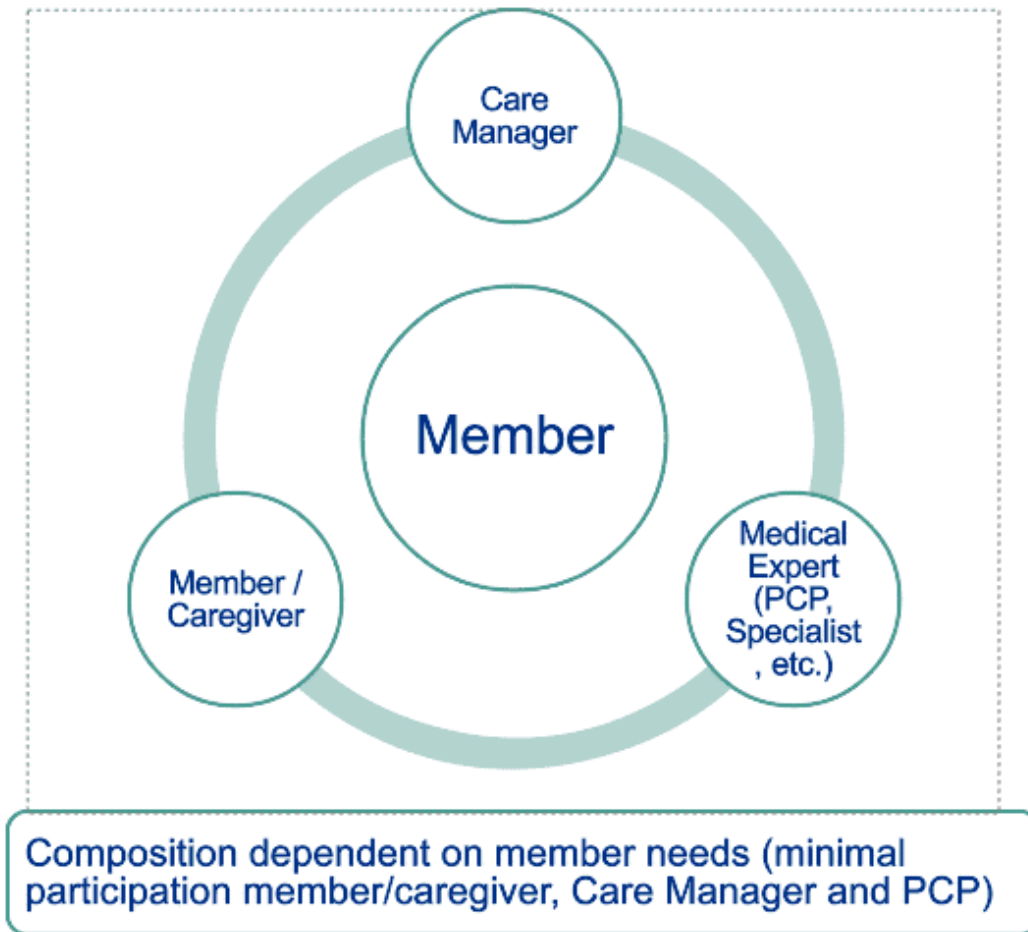 Care
Manager
Member
Member /
Caregiver
Medical
Expert
(PCP,
Specialist
, etc.)
Composition dependent on member needs (minimal
participation member/caregiver, Care Manager and PCP)